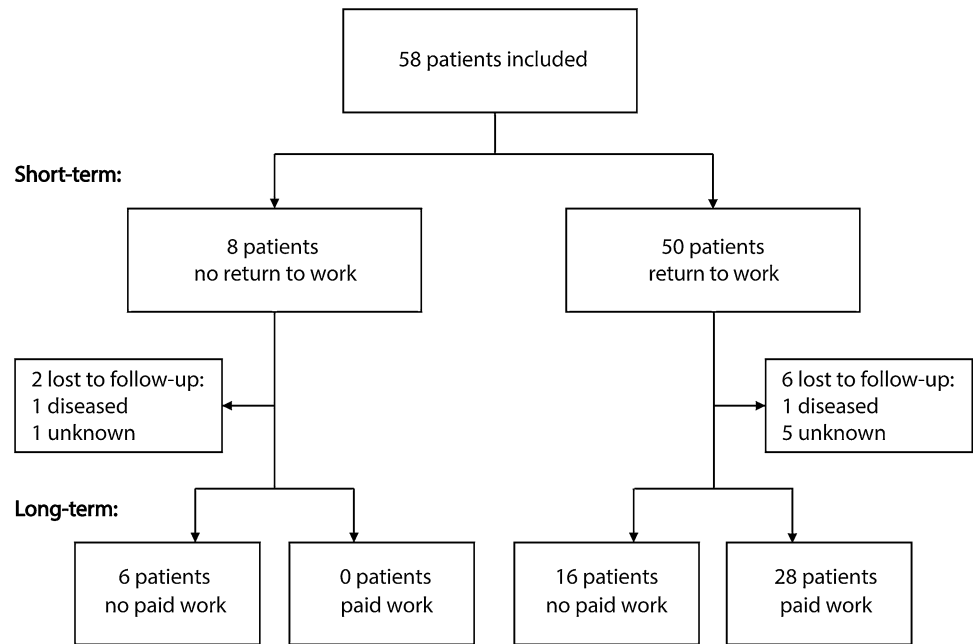 58 patients included
Short-term:
8 patients
no return to work
50 patients
return to work
2 lost to follow-up:
1 diseased
1 unknown
6 lost to follow-up:
1 diseased
5 unknown
Long-term:
6 patients
no paid work
0 patients
paid work
16 patients
no paid work
28 patients
paid work